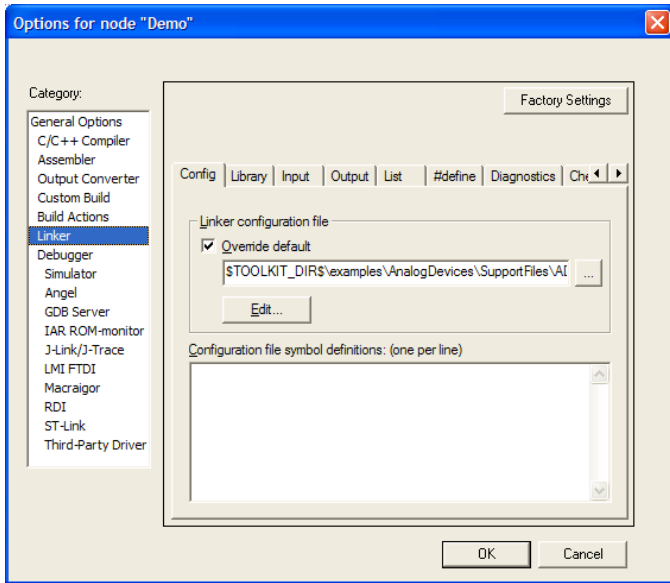 Options for node "Demo"
Category:
Factory Settings
General Options
C/C++ Compiler
Assembler
Output Converter
Custom Build
Build Actions
Linker
Debugger
Simulator
Angel
GDB Server
IAR ROM-monitor
J-Link/J-Trace
LMI FTDI
Macraigor
RDI
ST-Link
Third-Party Driver
Config Library Input Output List #define Diagnostics Che
Linker configuration file
Override default
$TOOLKIT_DIR$\examples\AnalogDevices\SupportFiles\AD
...
Edit...
Configuration file symbol definitions: (one per line)
OK Cancel